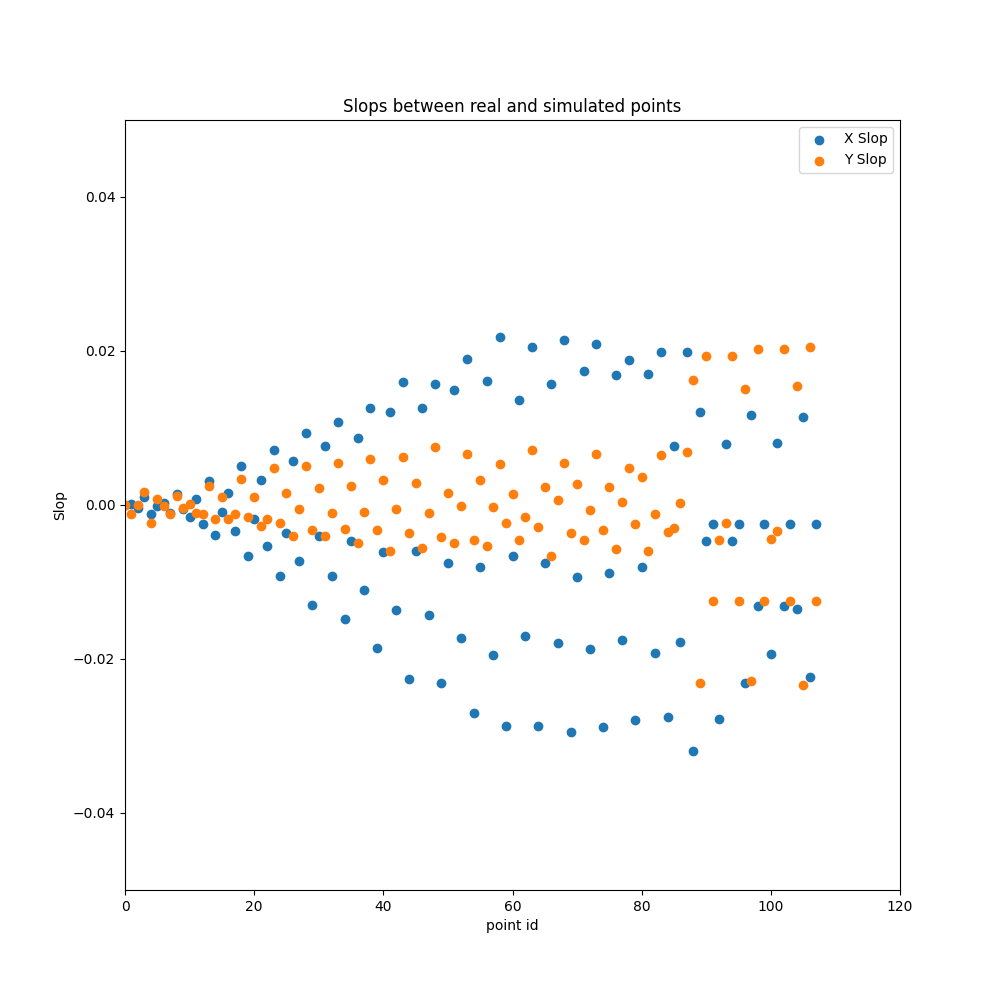 Slops between real and simulated points
X Slop
Y Slop
0.04
0.02
0.00
−0.02
−0.04
Slop
0 20 40 60 80 100 120
point id